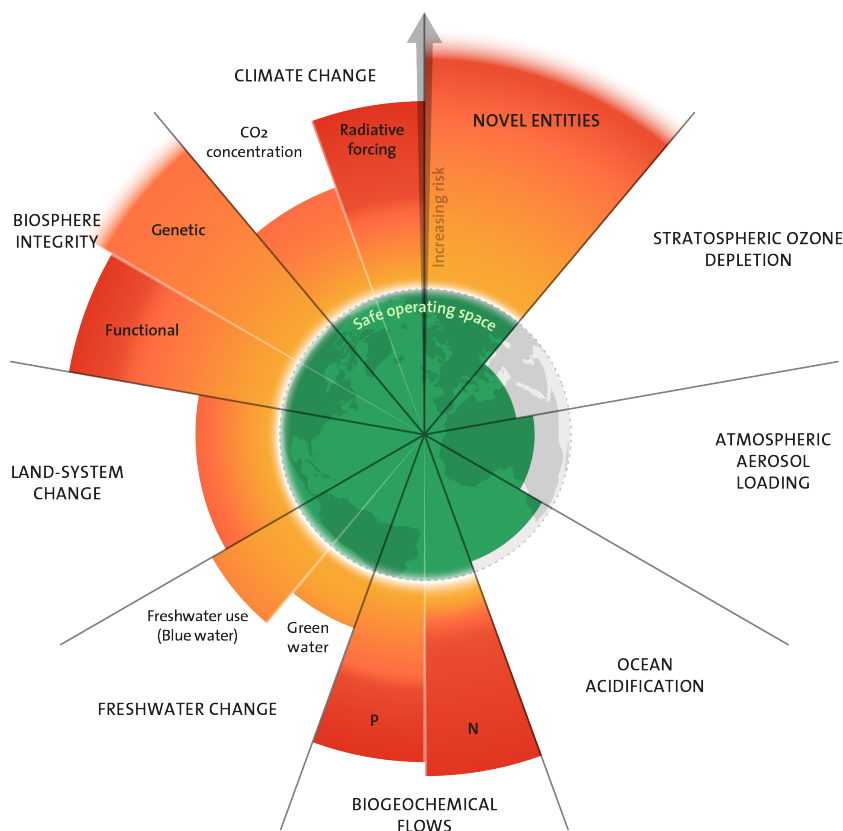 CLIMATE CHANGE
CO2
concentration
Radiative
forcing
NOVEL ENTITIES
Increasing risk
BIOSPHERE
INTEGRITY
Genetic
Functional
STRATOSPHERIC OZONE
DEPLETION
Safe operating space
ATMOSPHERIC
AEROSOL
LOADING
LAND-SYSTEM
CHANGE
Freshwater use
(Blue water)
Green
water
FRESHWATER CHANGE
OCEAN
ACIDIFICATION
P
N
BIOGEOCHEMICAL
FLOWS